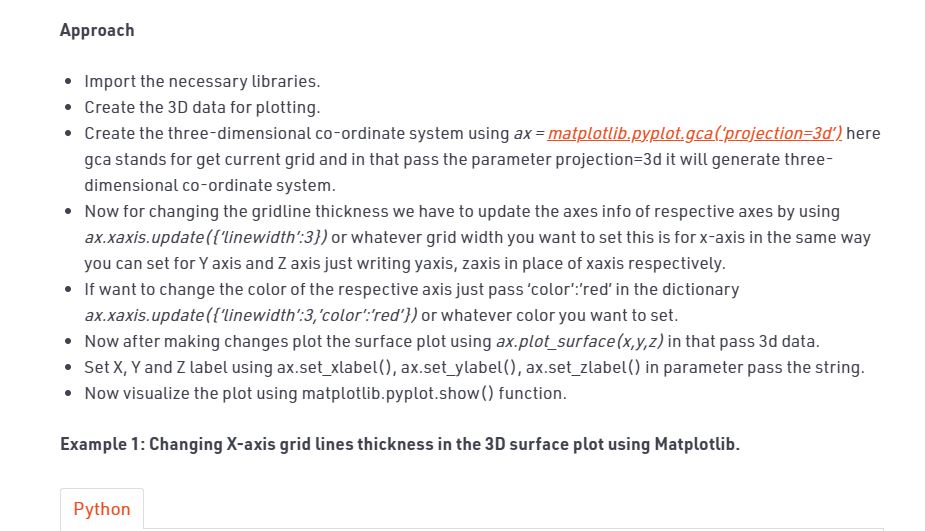 Approach
• Import the necessary libraries.
• Create the 3D data for plotting.
• Create the three-dimensional co-ordinate system using ax = matplotlib.pyplot.gca(‘projection=3d’) here
gca stands for get current grid and in that pass the parameter projection=3d it will generate three-
dimensional co-ordinate system.
• Now for changing the gridline thickness we have to update the axes info of respective axes by using
ax.xaxis.update({‘linewidth’:3}) or whatever grid width you want to set this is for x-axis in the same way
you can set for Y axis and Z axis just writing yaxis, zaxis in place of xaxis respectively.
• If want to change the color of the respective axis just pass ‘color’:’red’ in the dictionary
ax.xaxis.update({‘linewidth’:3,’color’:’red’}) or whatever color you want to set.
• Now after making changes plot the surface plot using ax.plot_surface(x,y,z) in that pass 3d data.
• Set X, Y and Z label using ax.set_xlabel(), ax.set_ylabel(), ax.set_zlabel() in parameter pass the string.
• Now visualize the plot using matplotlib.pyplot.show() function.
Example 1: Changing X-axis grid lines thickness in the 3D surface plot using Matplotlib.
Python